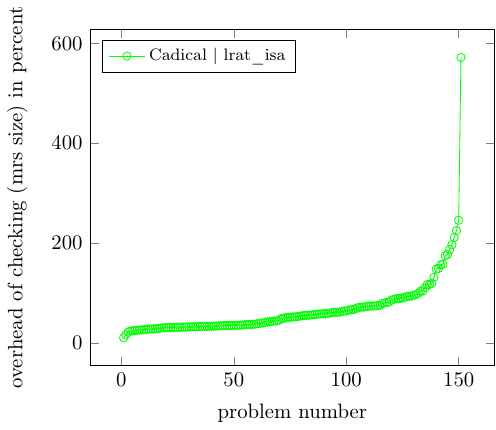 Cadical | lrat_isa
overhead of checking (mrs size) in percent
600
400
200
0
0 50 100 150
problem number